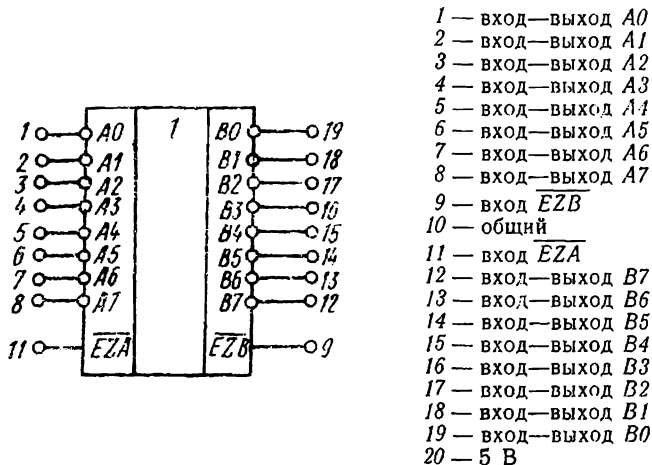 1 — вход—выход A0
2 — вход—выход A1
3 — вход—выход A2
4 — вход—выход A3
5 — вход—выход A4
6 — вход—выход A5
7 — вход—выход A6
8 — вход—выход A7
9 — вход EZB
10 — общий
11 — вход EZA
12 — вход—выход B7
13 — вход—выход B6
14 — вход—выход B5
15 — вход—выход B4
16 — вход—выход B3
17 — вход—выход B2
18 — вход—выход B1
19 — вход—выход B0
20 — 5 В
1 A0 1 B0 19
2 A1 B1 18
3 A2 B2 17
4 A3 B3 16
5 A4 B4 15
6 A5 B5 14
7 A6 B6 13
8 A7 B7 12
11 EZA EZB 9